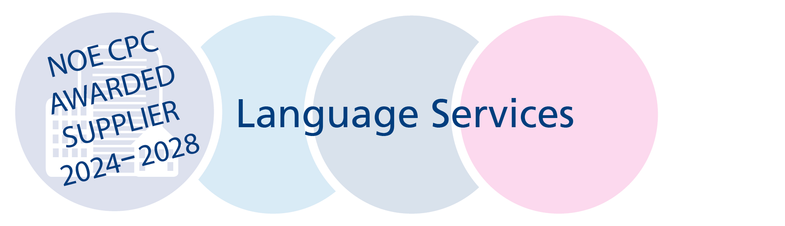 NOE CPC
AWARDED
SUPPLIER
2024–2028
Language Services